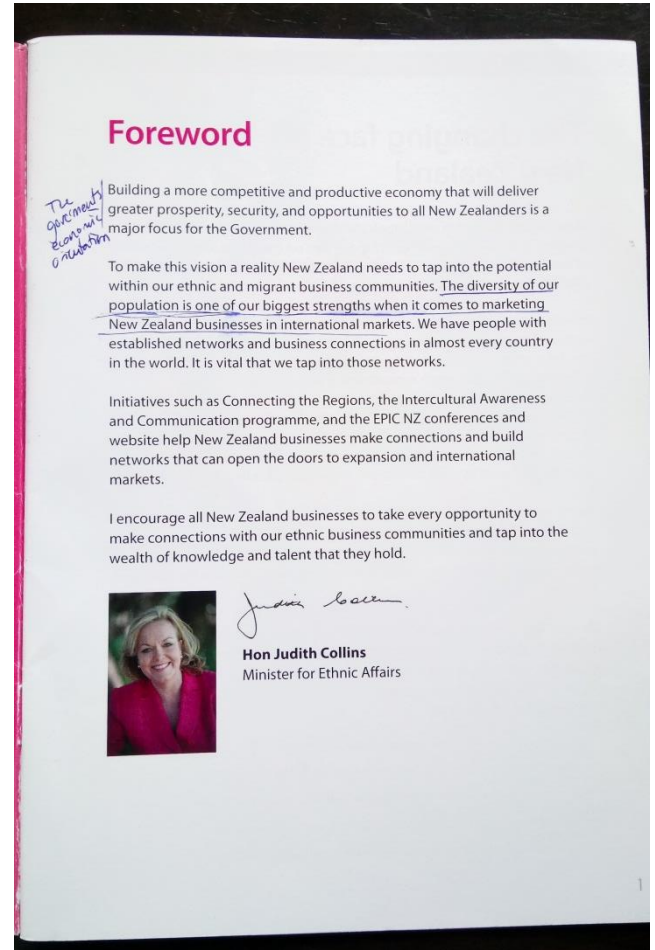 Foreword
The
goverments'
economic
orientation
Building a more competitive and productive economy that will deliver
greater prosperity, security, and opportunities to all New Zealanders is a
major focus for the Government.
To make this vision a reality New Zealand needs to tap into the potential
within our ethnic and migrant business communities. The diversity of our
population is one of our biggest strengths when it comes to marketing
New Zealand businesses in international markets. We have people with
established networks and business connections in almost every country
in the world. It is vital that we tap into those networks.
Initiatives such as Connecting the Regions, the Intercultural Awareness
and Communication programme, and the EPIC NZ conferences and
website help New Zealand businesses make connections and build
networks that can open the doors to expansion and international
markets.
I encourage all New Zealand businesses to take every opportunity to
make connections with our ethnic business communities and tap into the
wealth of knowledge and talent that they hold.
Judith Collins
Hon Judith Collins
Minister for Ethnic Affairs
1